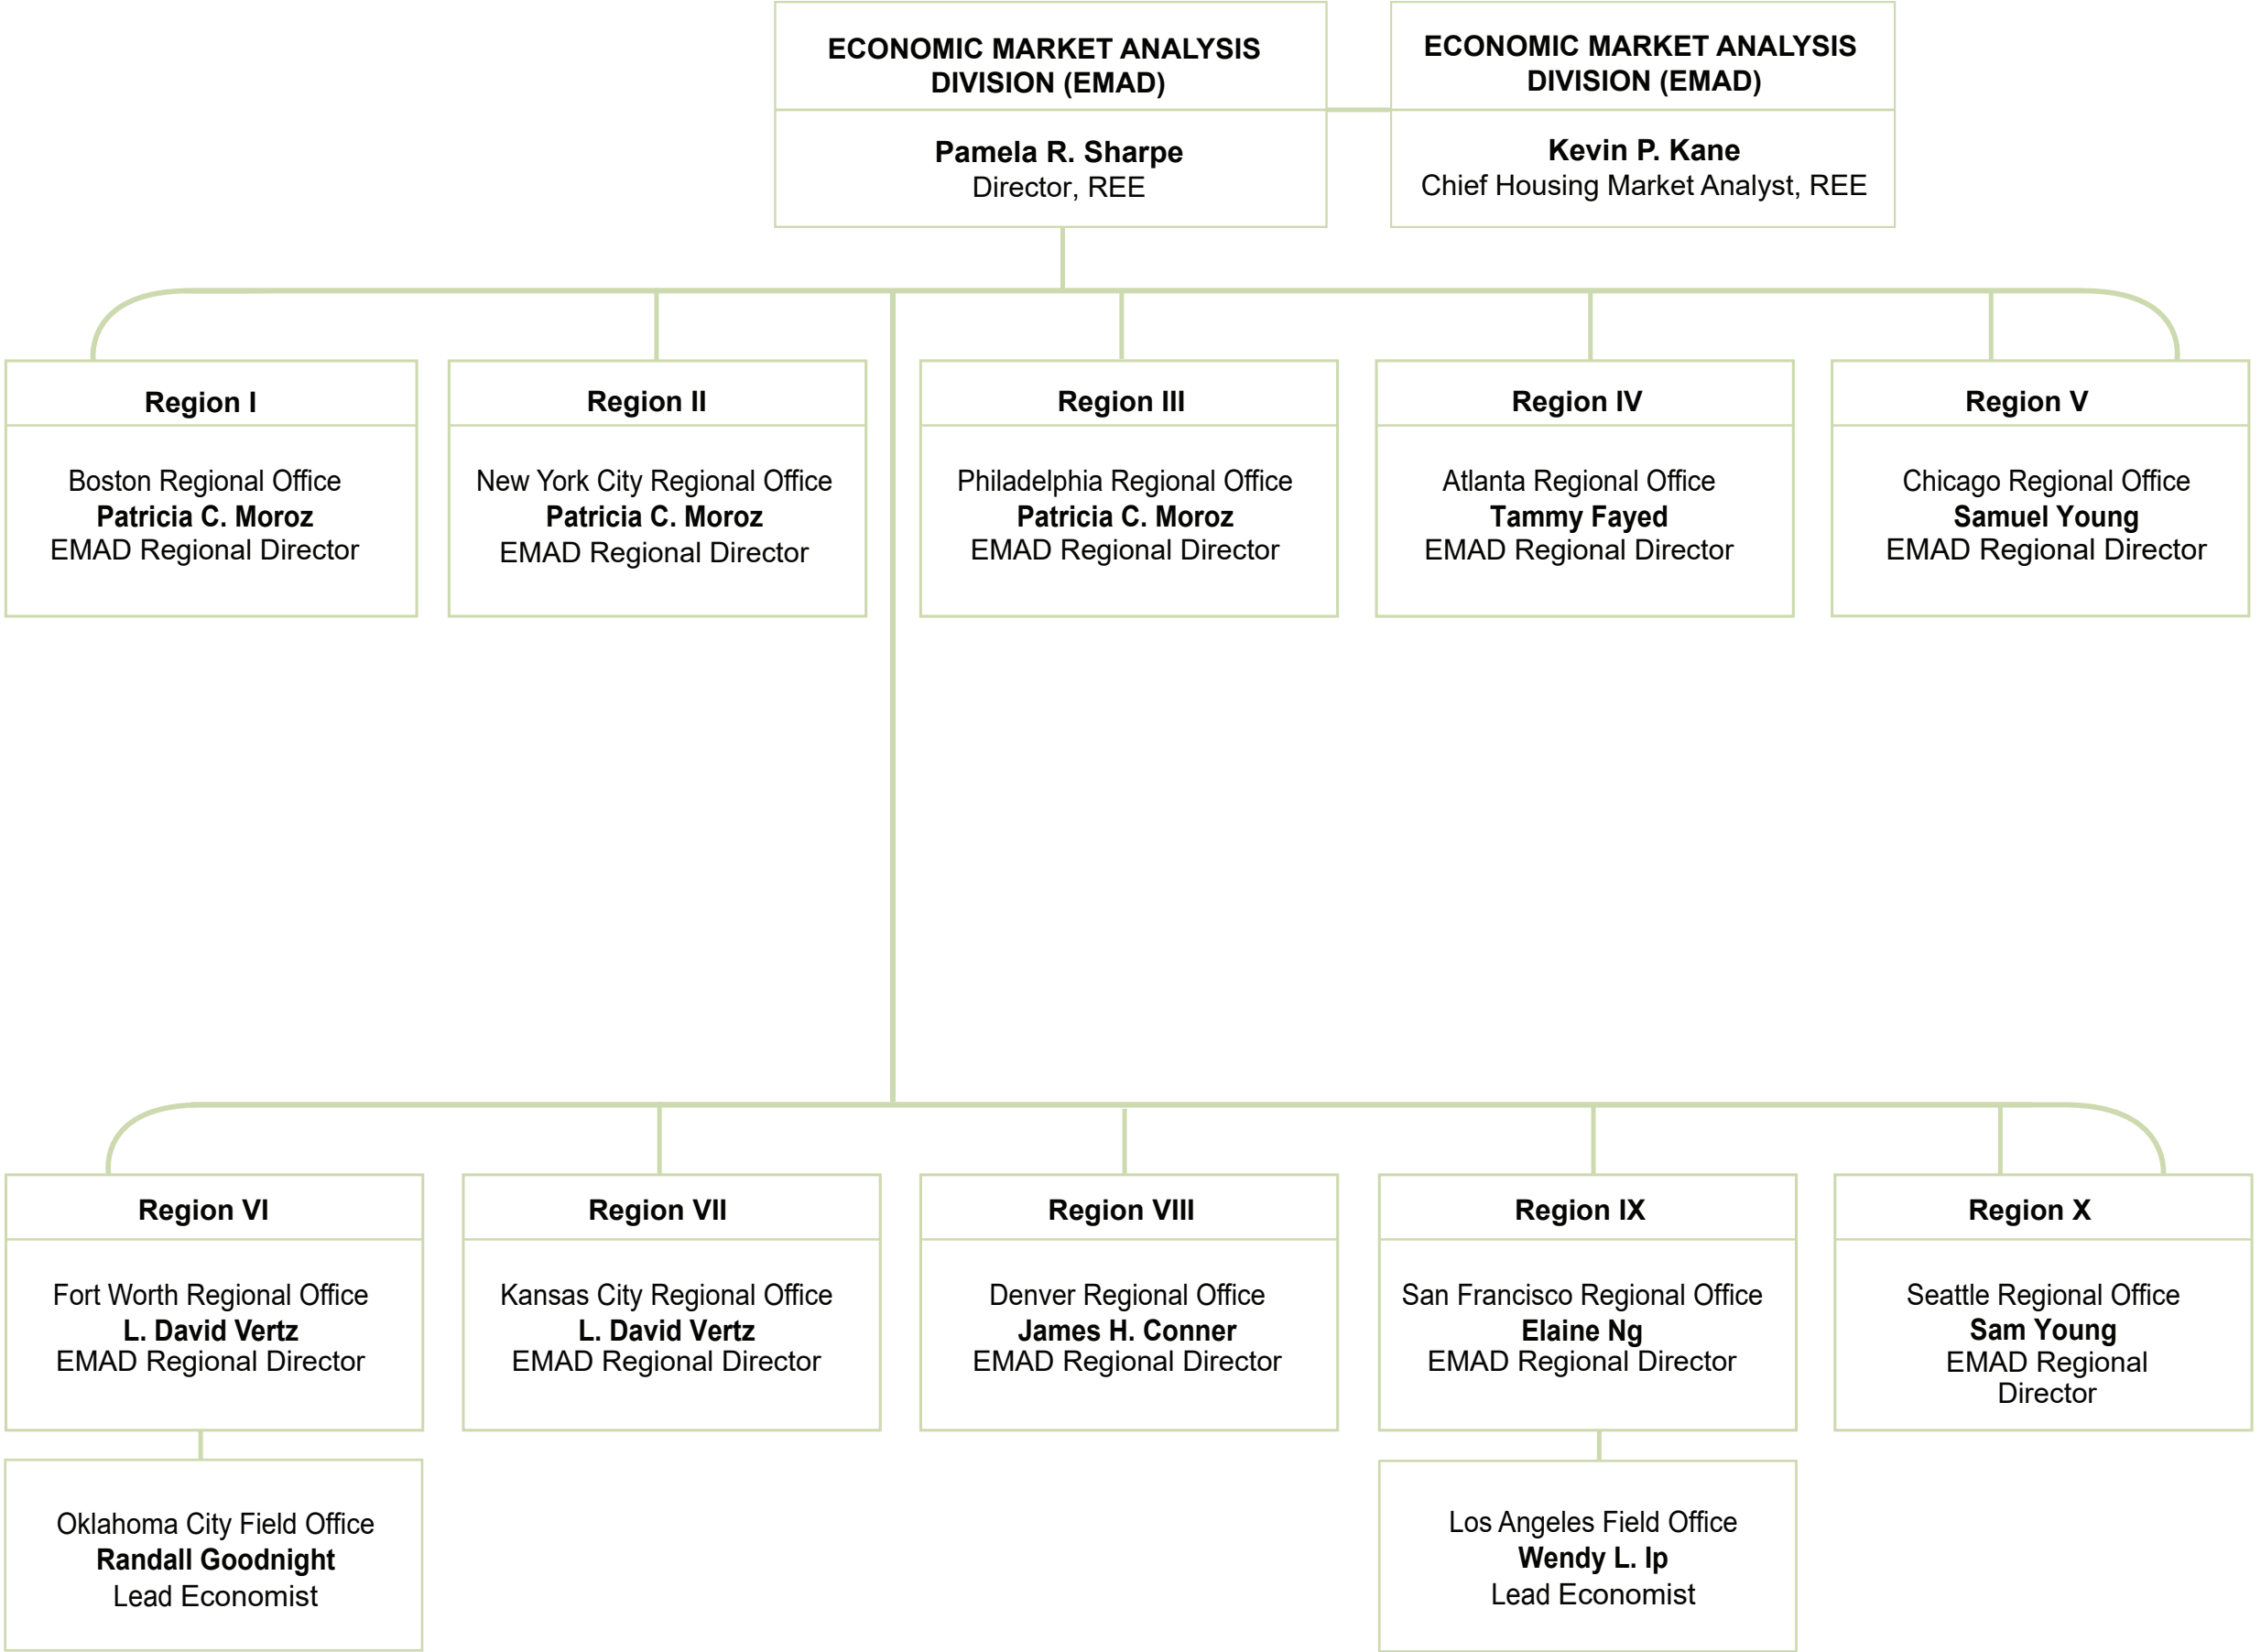 ECONOMIC MARKET ANALYSIS
DIVISION (EMAD)
Pamela R. Sharpe
Director, REE
ECONOMIC MARKET ANALYSIS
DIVISION (EMAD)
Kevin P. Kane
Chief Housing Market Analyst, REE
Region I
Boston Regional Office
Patricia C. Moroz
EMAD Regional Director
Region II
New York City Regional Office
Patricia C. Moroz
EMAD Regional Director
Region III
Philadelphia Regional Office
Patricia C. Moroz
EMAD Regional Director
Region IV
Atlanta Regional Office
Tammy Fayed
EMAD Regional Director
Region V
Chicago Regional Office
Samuel Young
EMAD Regional Director
Region VI
Fort Worth Regional Office
L. David Vertz
EMAD Regional Director
Region VII
Kansas City Regional Office
L. David Vertz
EMAD Regional Director
Region VIII
Denver Regional Office
James H. Conner
EMAD Regional Director
Region IX
San Francisco Regional Office
Elaine Ng
EMAD Regional Director
Region X
Seattle Regional Office
Sam Young
EMAD Regional
Director
Oklahoma City Field Office
Randall Goodnight
Lead Economist
Los Angeles Field Office
Wendy L. Ip
Lead Economist